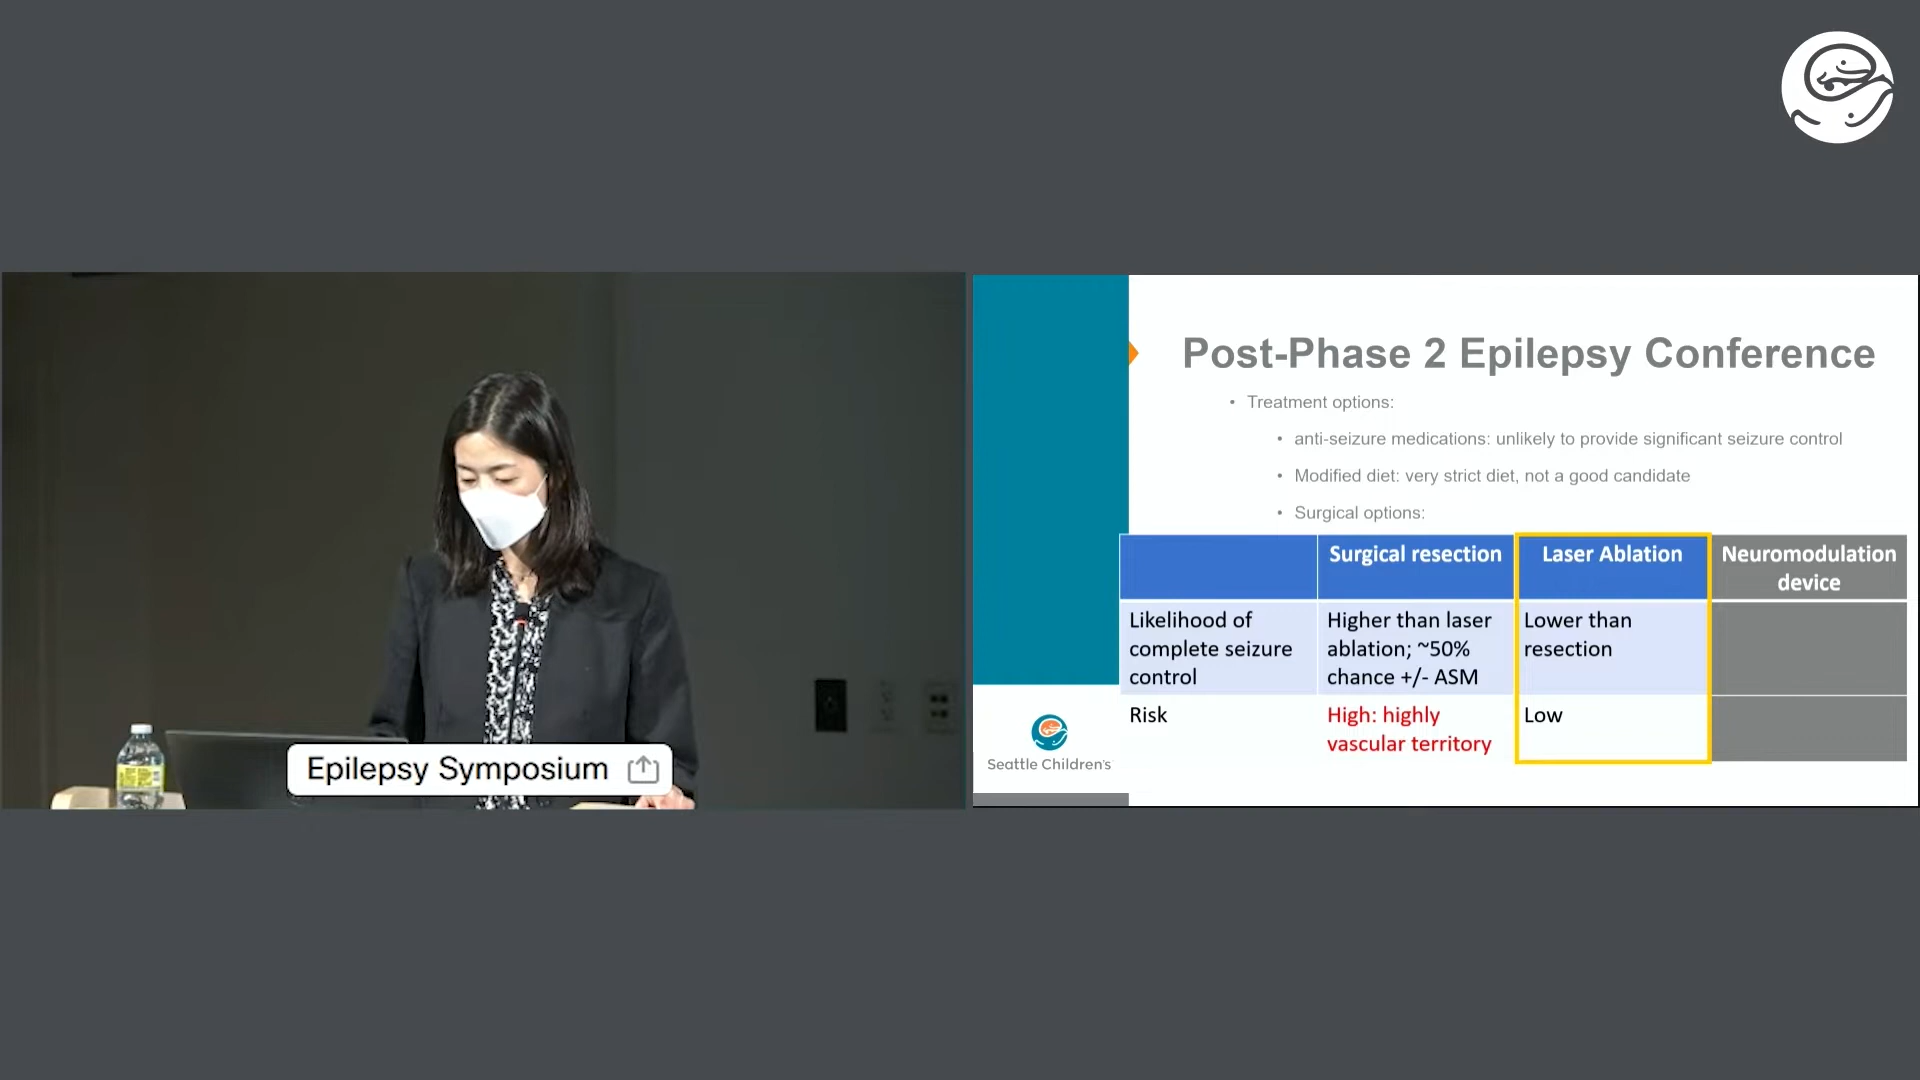 Epilepsy Symposium
Post-Phase 2 Epilepsy Conference
• Treatment options:
• anti-seizure medications: unlikely to provide significant seizure control
• Modified diet: very strict diet, not a good candidate
• Surgical options:
Surgical resection
Laser Ablation
Neuromodulation
device
Likelihood of
complete seizure
control
Higher than laser
ablation; ~50%
chance +/- ASM
Lower than
resection
Risk
High: highly
vascular territory
Low
Seattle Children's